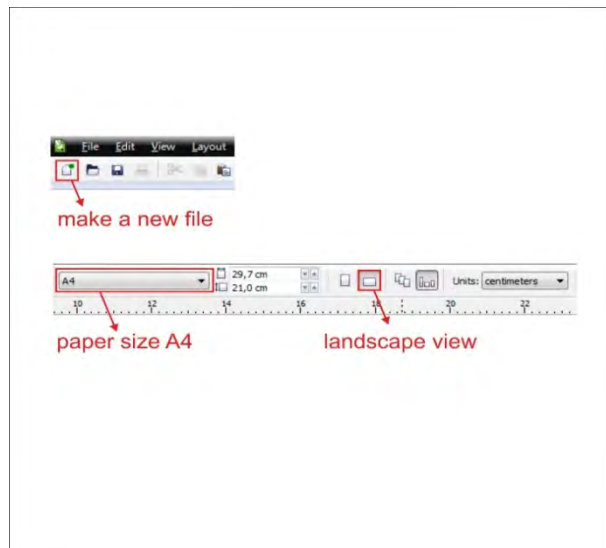 File Edit View Layout
make a new file
A4
29,7 cm
21,0 cm
Units: centimeters
10 12 14 16 18 20 22
paper size A4
landscape view